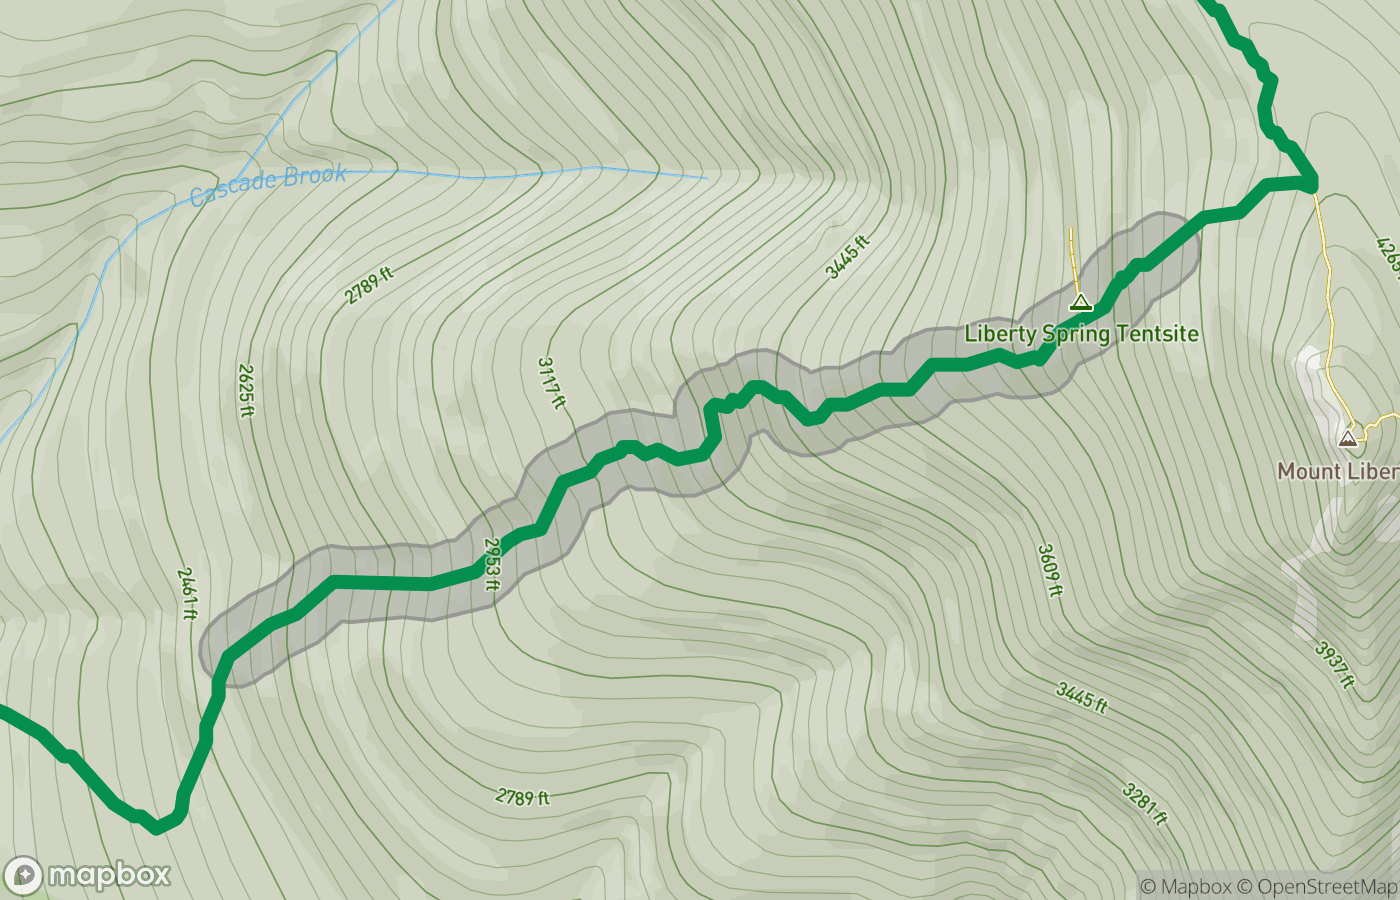 Cascade Brook
4265
3445 ft
2789 ft
Liberty Spring Tentsite
2625 ft
3117 ft
Mount Liber
2953 ft
2461 ft
3609 ft
3937 ft
3445 ft
2789 ft
3281 ft
mapbox
© Mapbox © OpenStreetMap